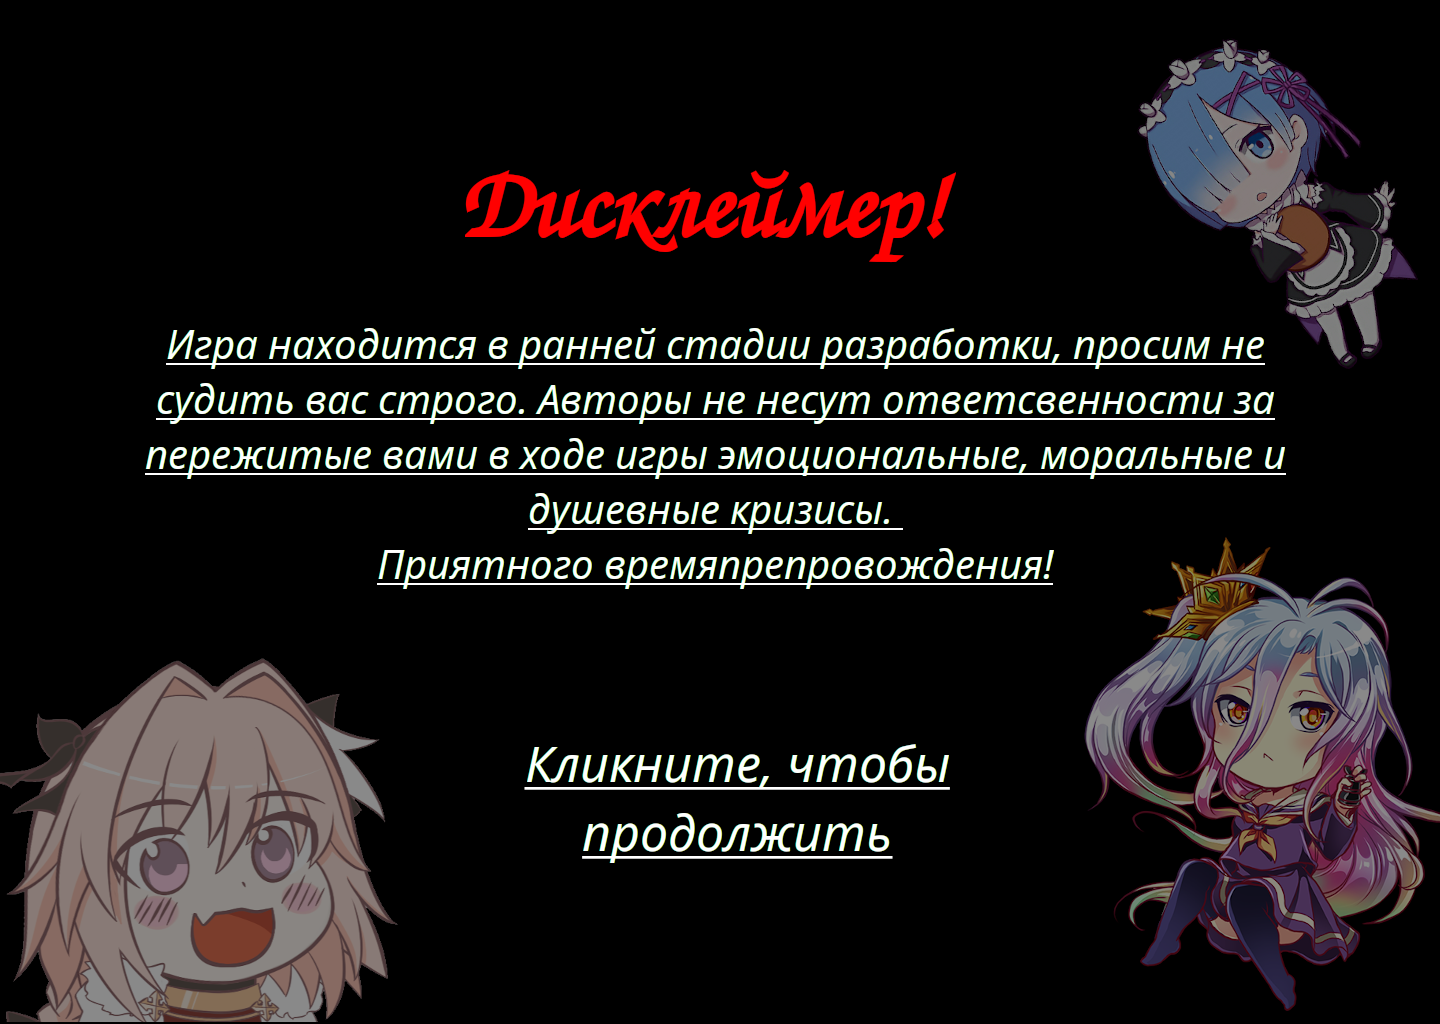 Дисклеймер!
Игра находится в ранней стадии разработки, просим не
судить вас строго. Авторы не несут ответсвенности за
пережитые вами в ходе игры эмоциональные, моральные и
душевные кризисы.
Приятного времяпрепровождения!
Кликните, чтобы
продолжить